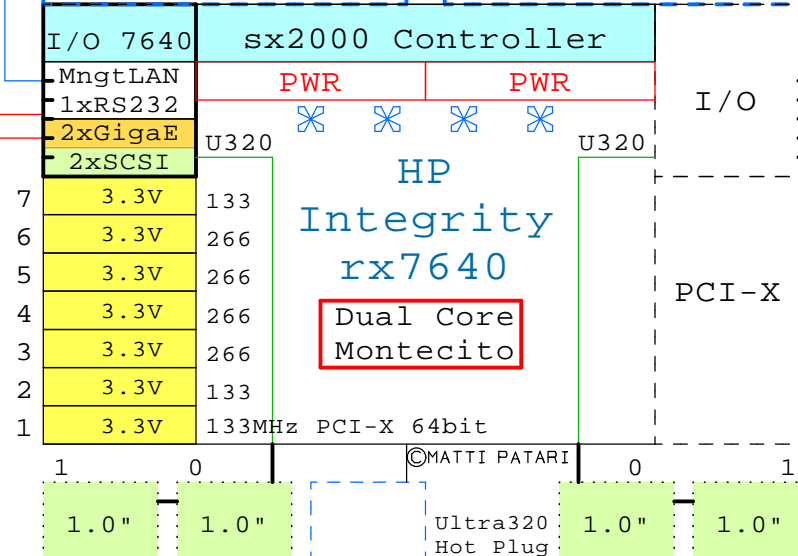 I/O 7640 sx2000 Controller
MngtLAN PWR PWR
1xRS232 I/O
2xGigaE
U320 U320
2xSCSI
HP
7 3.3V 133
Integrity
6 3.3V 266
rx7640
5 3.3V 266
PCI-X
4 3.3V 266 Dual Core
3 3.3V 266 Montecito
2 3.3V 133
1 3.3V 133MHz PCI-X 64bit
©MATTI PATARI
1 0 0 1
1.0" 1.0" Ultra320 1.0" 1.0"
Hot Plug